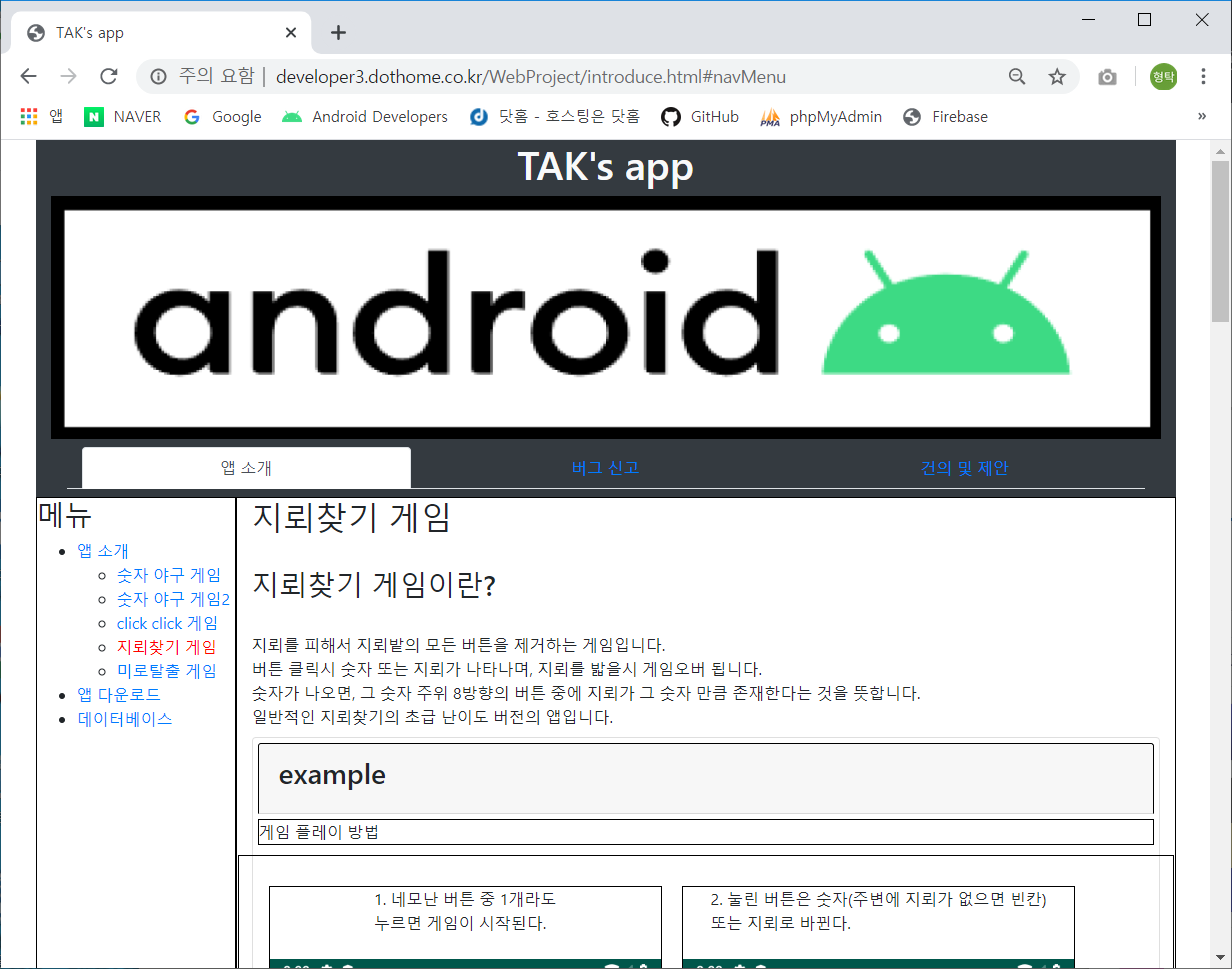 TAK's app
주의 요함 | developer3.dothome.co.kr/WebProject/introduce.html#navMenu
형탁
앱 NAVER Google Android Developers 닷홈 - 호스팅은 닷홈 GitHub PMA phpMyAdmin Firebase »
TAK's app
android
앱 소개 버그 신고 건의 및 제안
메뉴
앱 소개
숫자 야구 게임
숫자 야구 게임2
click click 게임
지뢰찾기 게임
미로탈출 게임
앱 다운로드
데이터베이스
지뢰찾기 게임
지뢰찾기 게임이란?
지뢰를 피해서 지뢰밭의 모든 버튼을 제거하는 게임입니다.
버튼 클릭시 숫자 또는 지뢰가 나타나며, 지뢰를 밟을시 게임오버 됩니다.
숫자가 나오면, 그 숫자 주위 8방향의 버튼 중에 지뢰가 그 숫자 만큼 존재한다는 것을 뜻합니다.
일반적인 지뢰찾기의 초급 난이도 버전의 앱입니다.
example
게임 플레이 방법
1. 네모난 버튼 중 1개라도
누르면 게임이 시작된다.
2. 눌린 버튼은 숫자(주변에 지뢰가 없으면 빈칸)
또는 지뢰로 바뀐다.